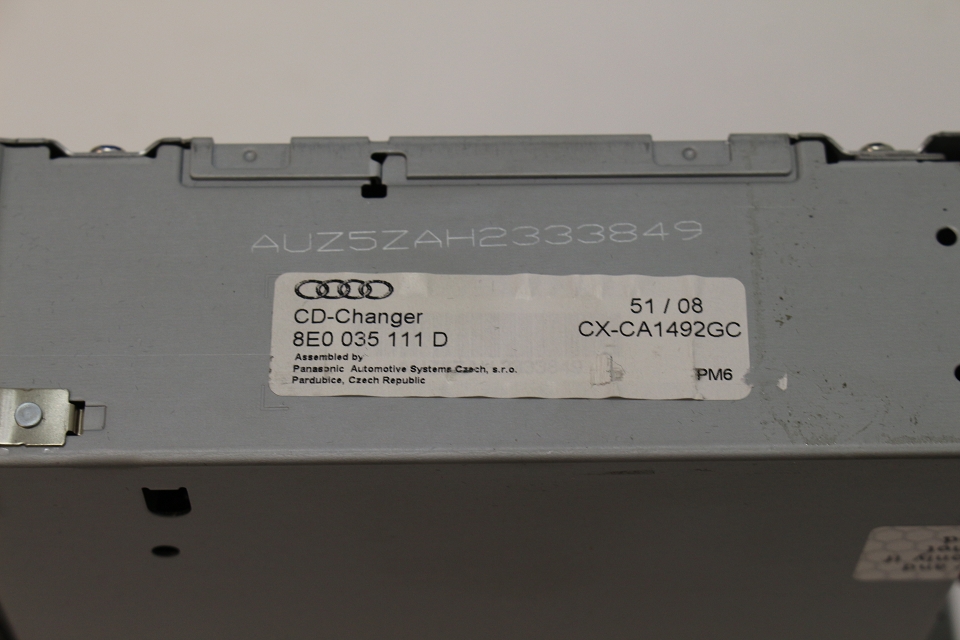 AUZ5ZAH2333849
CD-Changer
51 / 08
8E0 035 111 D
CX-CA1492GC
Assembled by
Panasonic Automotive Systems Czech, s.r.o.
Pardubice, Czech Republic
PM6